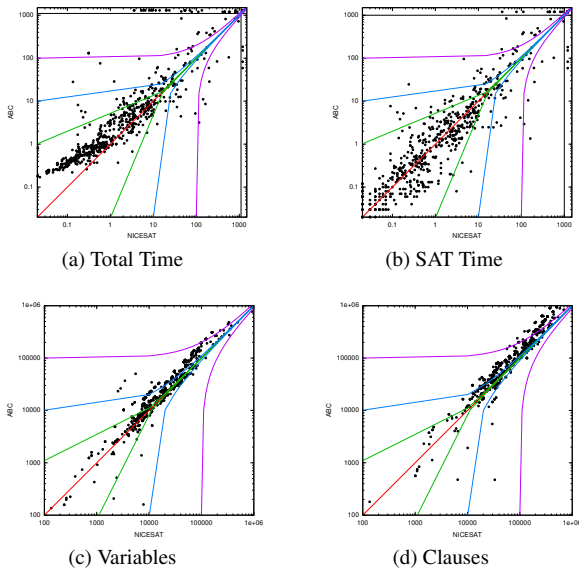 1000
100
10
1
0.1
ABC
0.1 1 10 100 1000
NICESAT
(a) Total Time
1000
100
10
1
0.1
ABC
0.1 1 10 100 1000
NICESAT
(b) SAT Time
1e+06
100000
10000
1000
100
ABC
100 1000 10000 100000 1e+06
NICESAT
(c) Variables
1e+06
100000
10000
1000
100
ABC
100 1000 10000 100000 1e+06
NICESAT
(d) Clauses